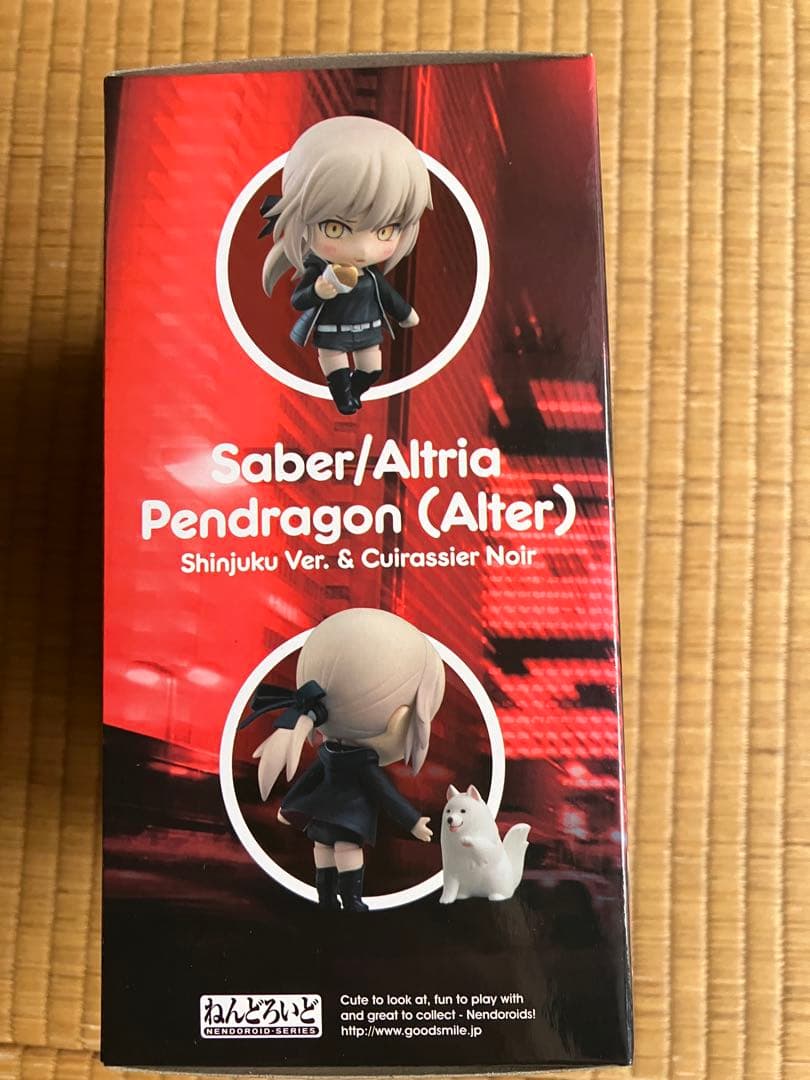 Saber/Altria
Pendragon (Alter)
Shinjuku Ver. & Cuirassier Noir
ねんどろいど
NENDOROID-SERIES
Cute to look at, fun to play with
and great to collect - Nendoroids!
http://www.goodsmile.jp